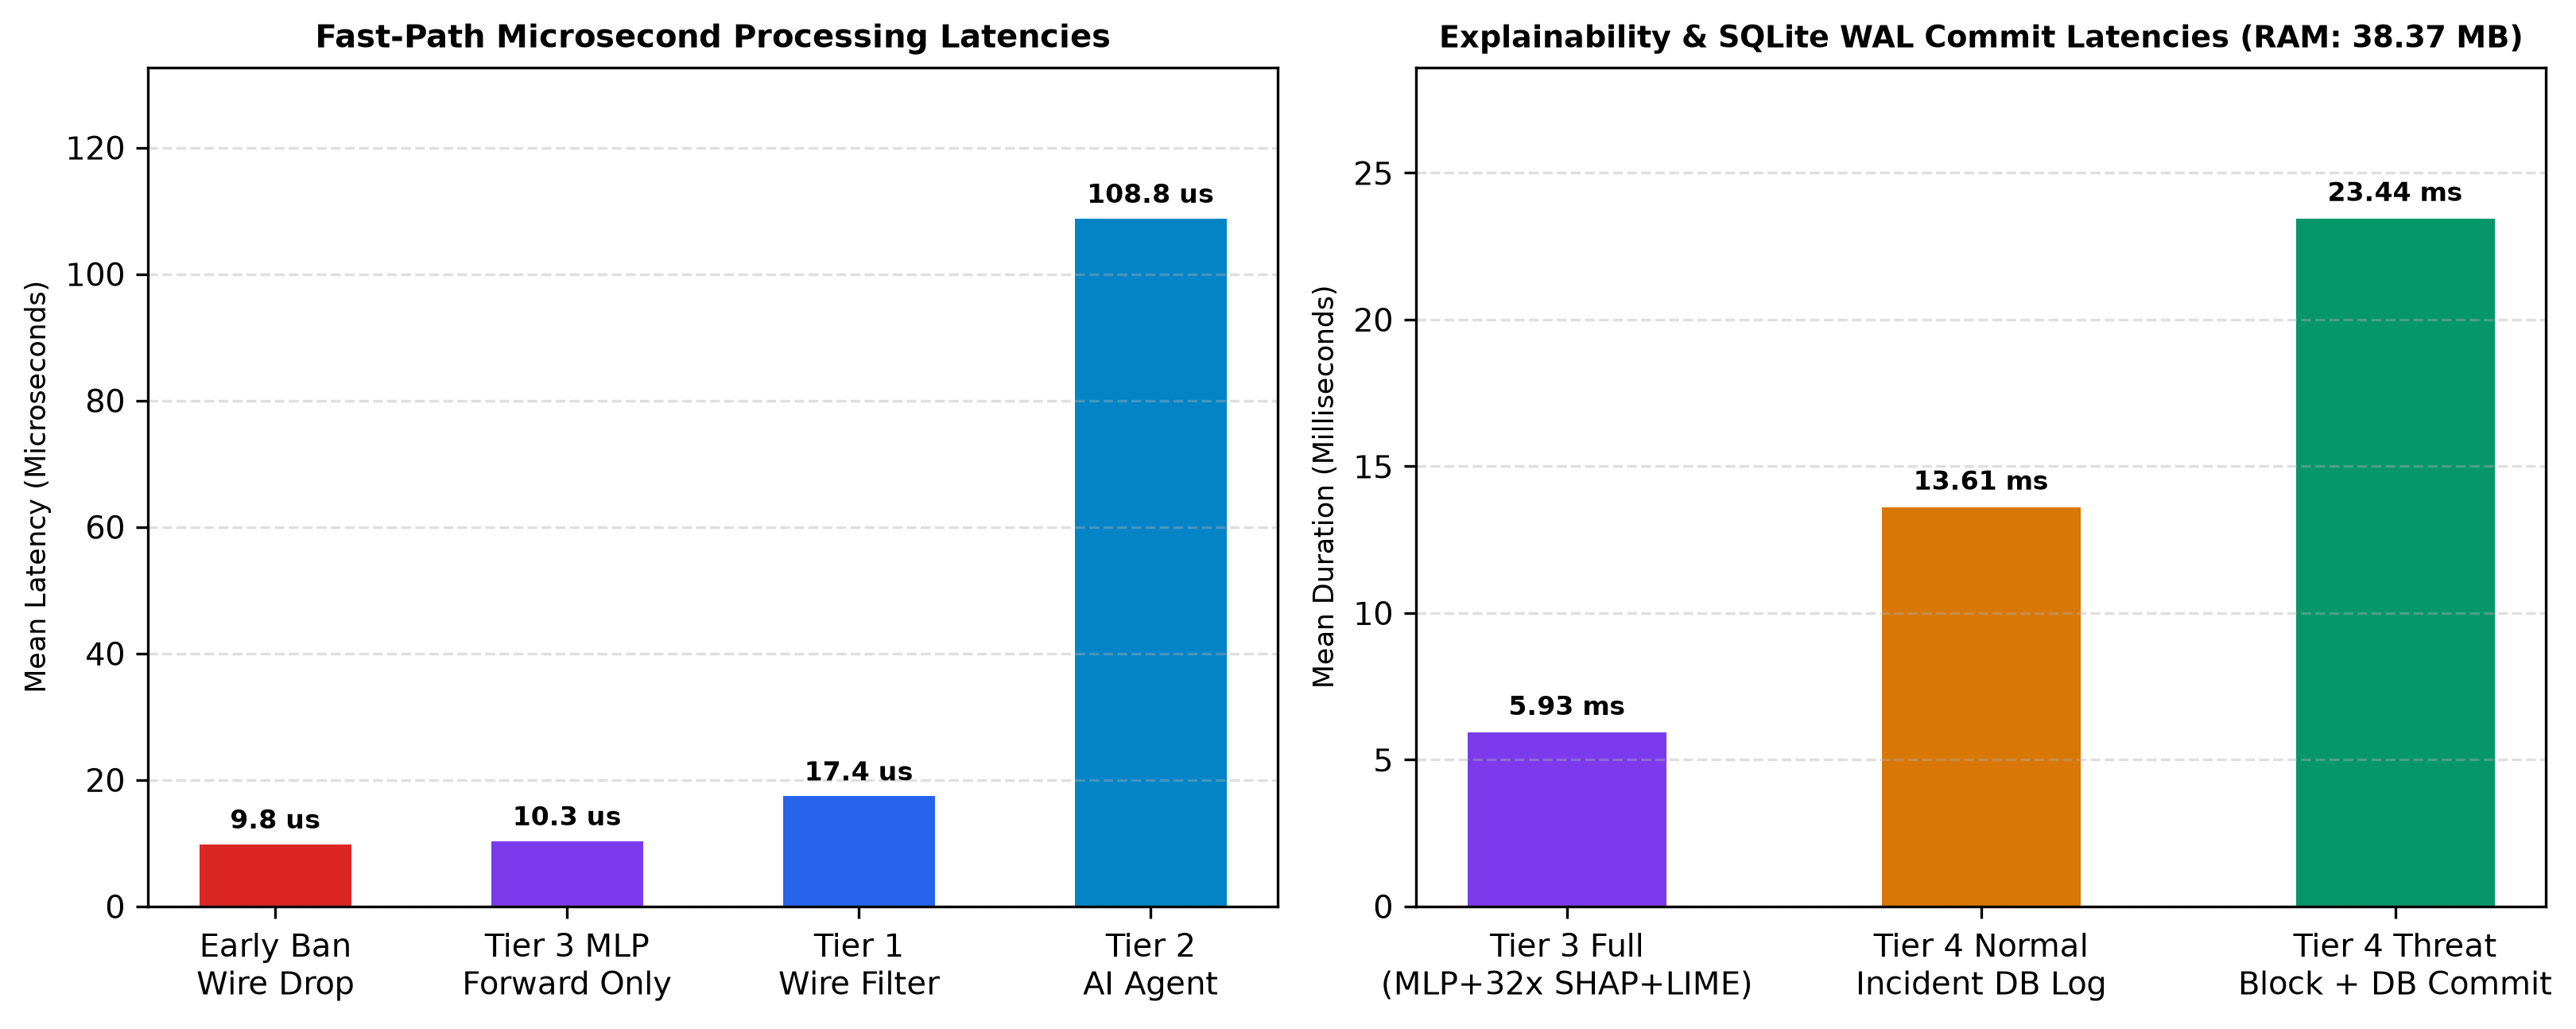 Fast-Path Microsecond Processing Latencies
Mean Latency (Microseconds)
120
100
80
60
40
20
0
9.8 us
10.3 us
17.4 us
108.8 us
Early Ban
Wire Drop
Tier 3 MLP
Forward Only
Tier 1
Wire Filter
Tier 2
AI Agent
Explainability & SQLite WAL Commit Latencies (RAM: 38.37 MB)
Mean Duration (Milliseconds)
25
20
15
10
5
0
5.93 ms
13.61 ms
23.44 ms
Tier 3 Full
(MLP+32x SHAP+LIME)
Tier 4 Normal
Incident DB Log
Tier 4 Threat
Block + DB Commit